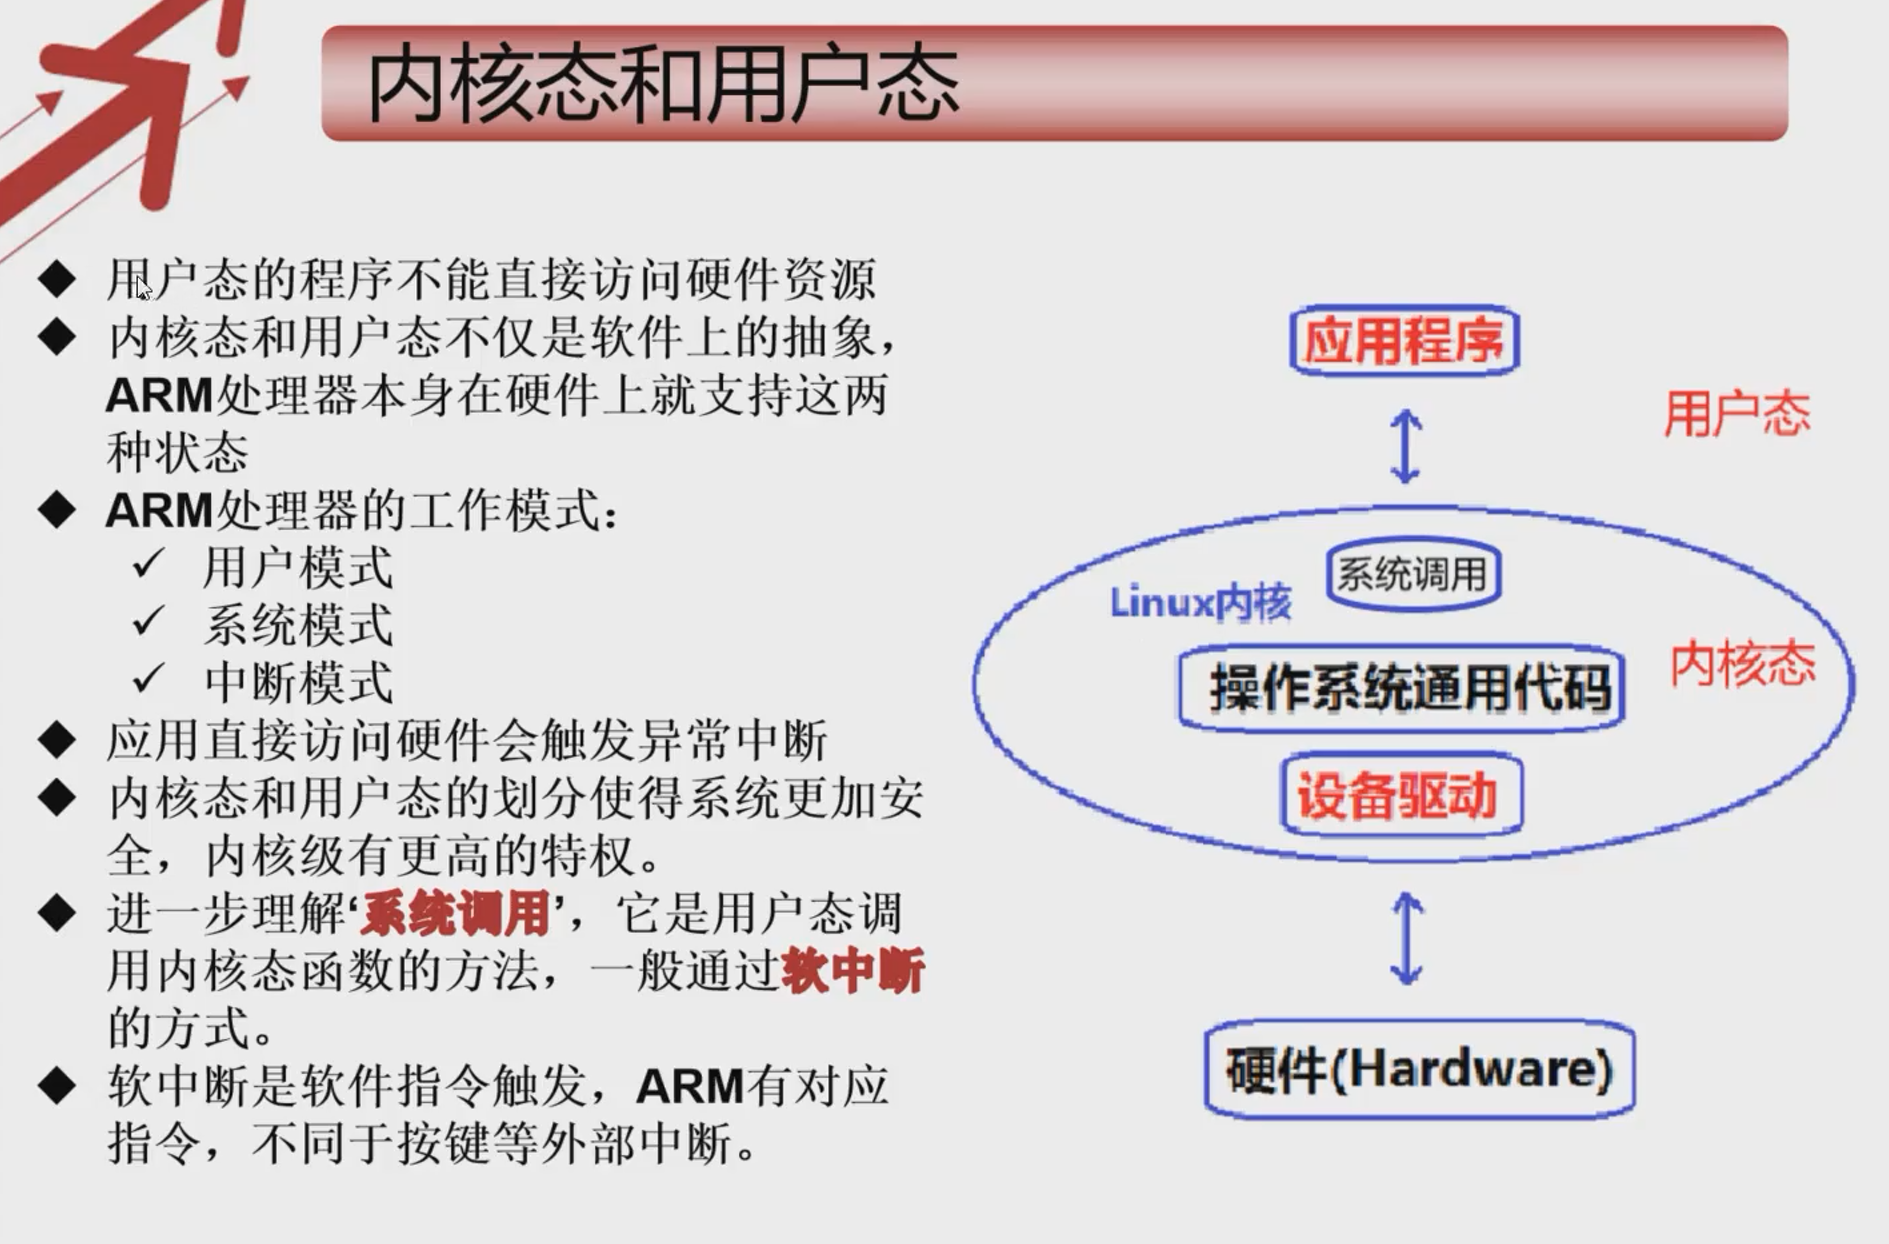 内核态和用户态
◆ 用户态的程序不能直接访问硬件资源
◆ 内核态和用户态不仅是软件上的抽象，
ARM处理器本身在硬件上就支持这两
种状态
◆ ARM处理器的工作模式：
✓ 用户模式
✓ 系统模式
✓ 中断模式
◆ 应用直接访问硬件会触发异常中断
◆ 内核态和用户态的划分使得系统更加安
全，内核级有更高的特权。
◆ 进一步理解‘系统调用’，它是用户态调
用内核态函数的方法，一般通过软中断
的方式。
◆ 软中断是软件指令触发，ARM有对应
指令，不同于按键等外部中断。
应用程序
用户态
系统调用
Linux内核
操作系统通用代码
内核态
设备驱动
硬件(Hardware)